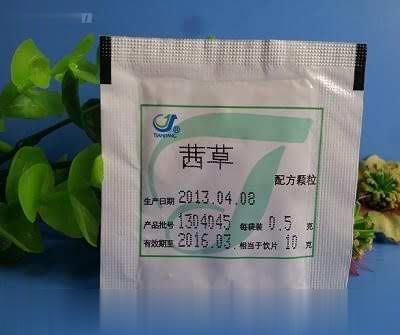 TIANJIANG®
茜草
配方颗粒
生产日期 2013.04.08
产品批号 1304045 每袋装 0.5 克
有效期至 2016.03 相当于饮片 10 克